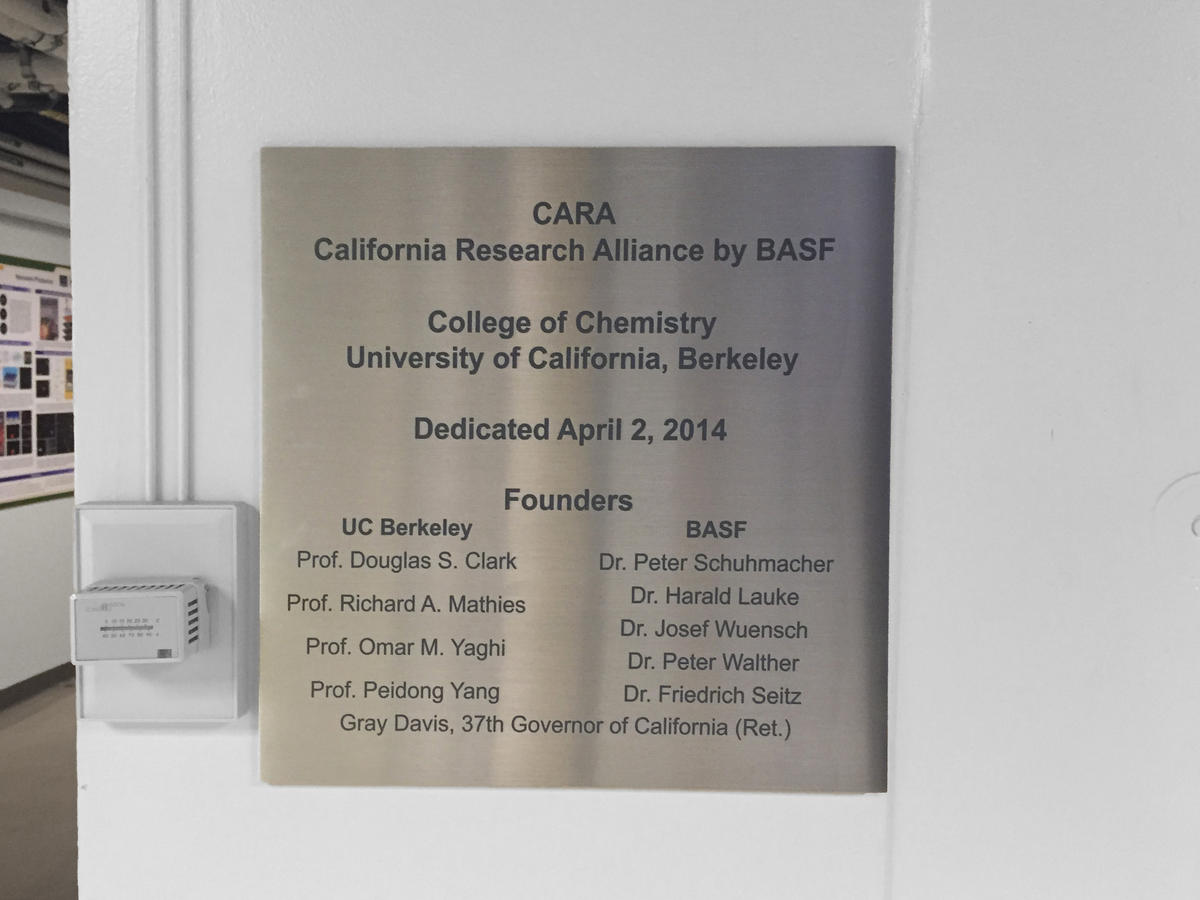 CARA
California Research Alliance by BASF
College of Chemistry
University of California, Berkeley
Dedicated April 2, 2014
Founders
UC Berkeley
Prof. Douglas S. Clark
Prof. Richard A. Mathies
Prof. Omar M. Yaghi
Prof. Peidong Yang
BASF
Dr. Peter Schuhmacher
Dr. Harald Lauke
Dr. Josef Wuensch
Dr. Peter Walther
Dr. Friedrich Seitz
Gray Davis, 37th Governor of California (Ret.)